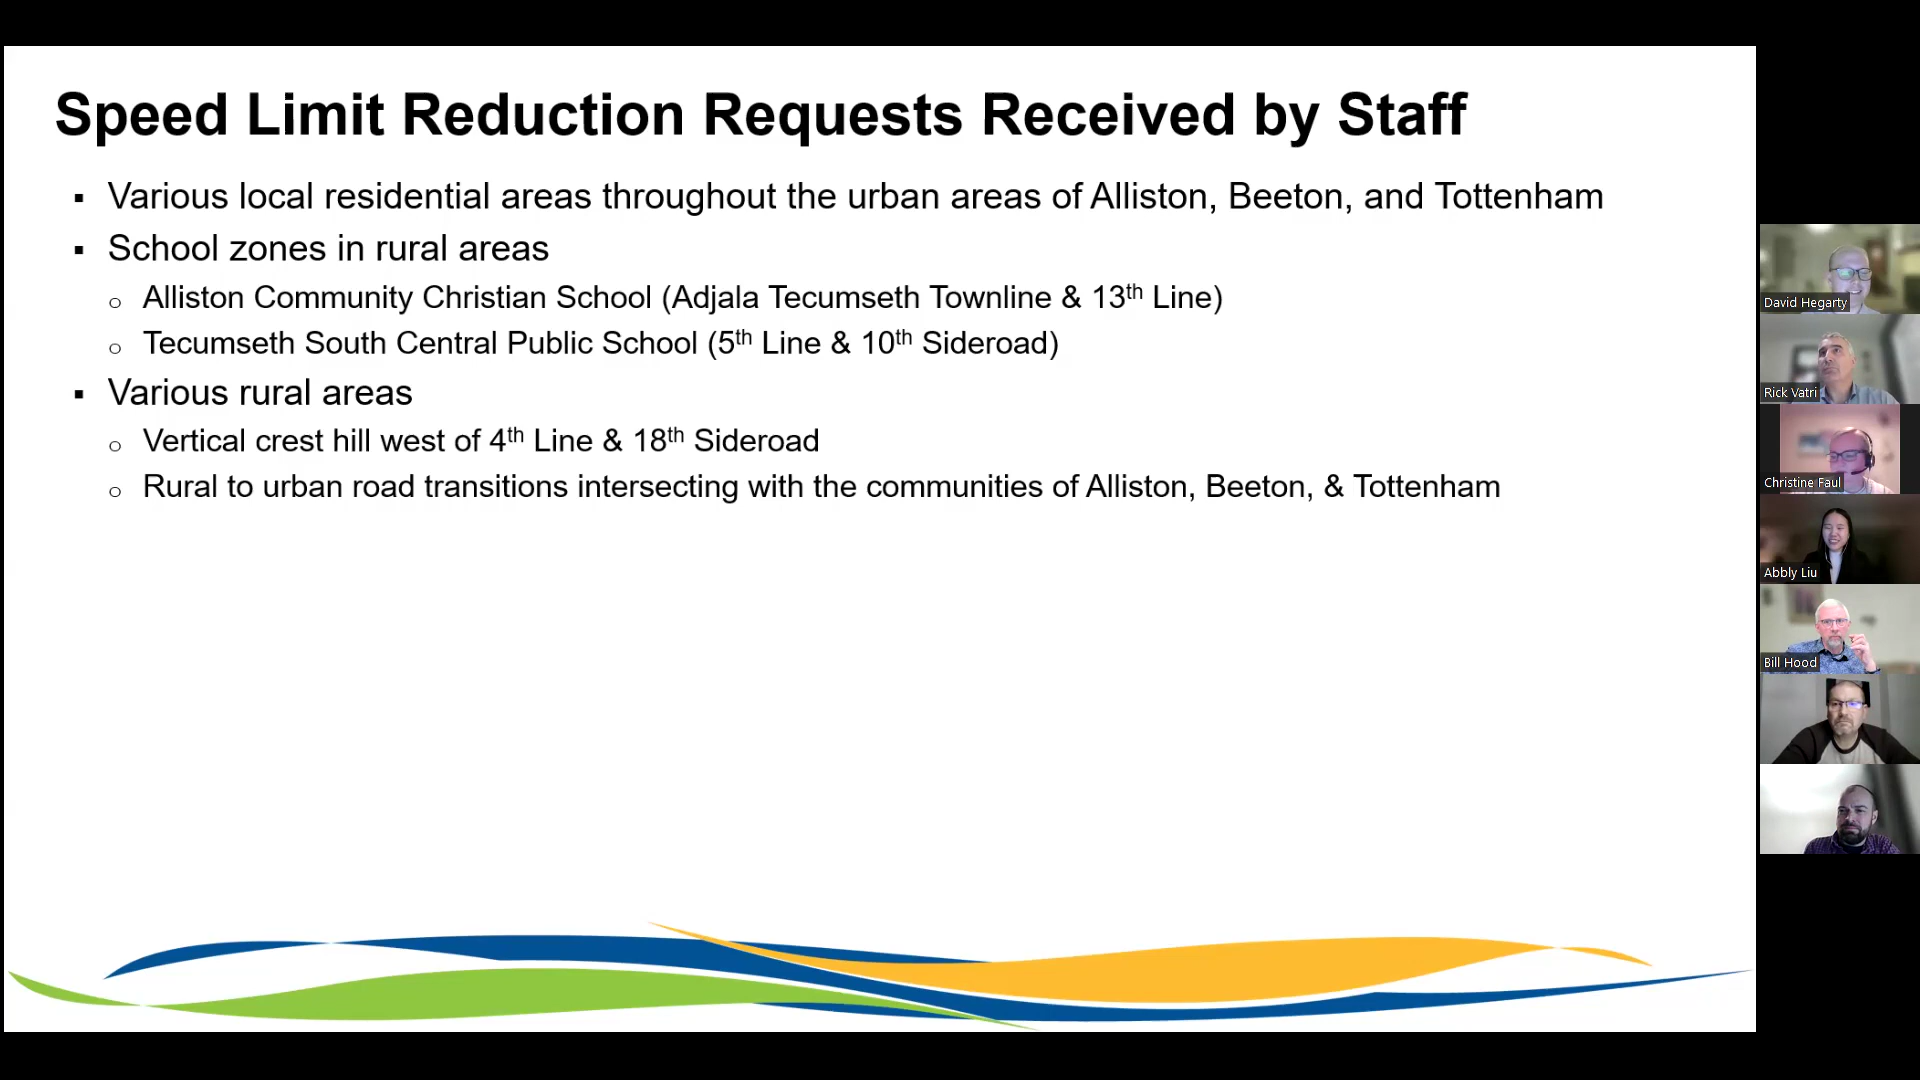 Speed Limit Reduction Requests Received by Staff
▪ Various local residential areas throughout the urban areas of Alliston, Beeton, and Tottenham
▪ School zones in rural areas
o Alliston Community Christian School (Adjala Tecumseth Townline & 13th Line)
o Tecumseth South Central Public School (5th Line & 10th Sideroad)
▪ Various rural areas
o Vertical crest hill west of 4th Line & 18th Sideroad
o Rural to urban road transitions intersecting with the communities of Alliston, Beeton, & Tottenham
David Hegarty
Rick Vatri
Christine Faul
Abbly Liu
Bill Hood